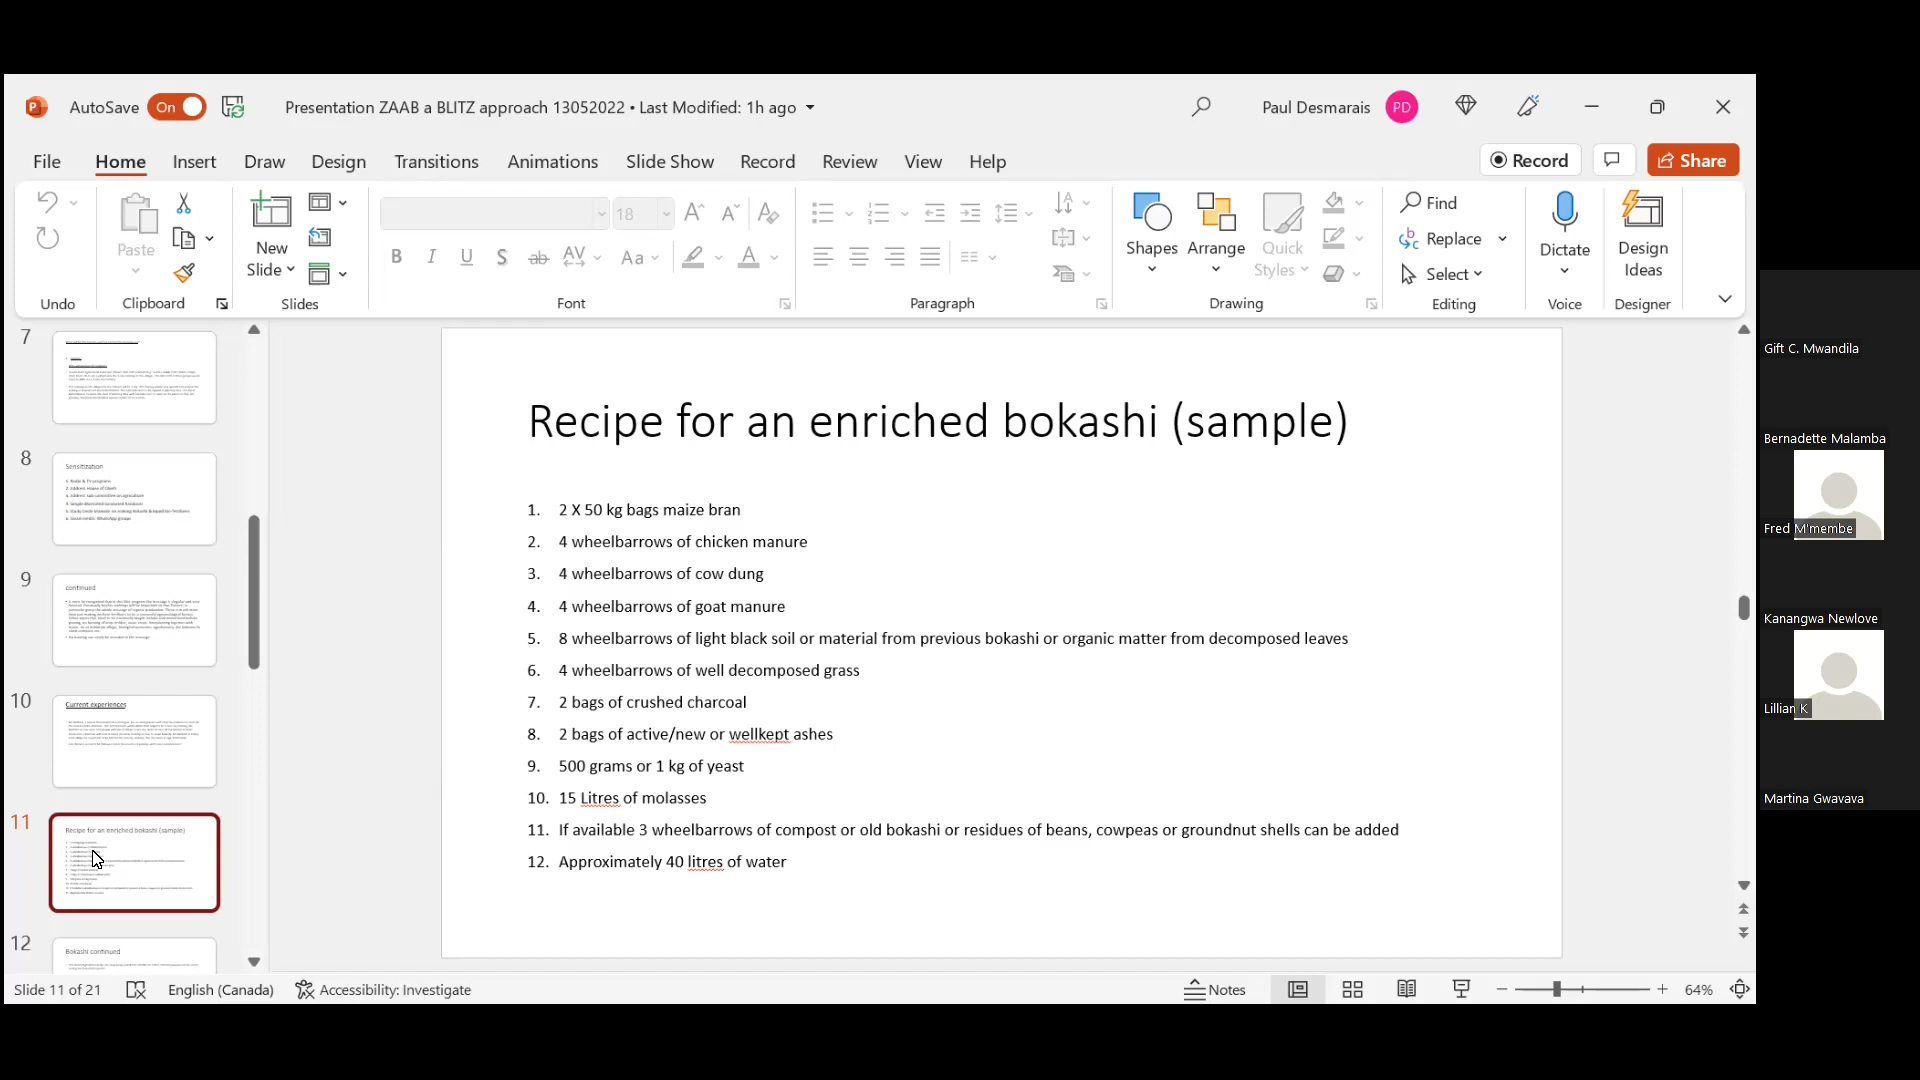 AutoSave On Presentation ZAAB a BLITZ approach 13052022 • Last Modified: 1h ago Paul Desmarais PD
File Home Insert Draw Design Transitions Animations Slide Show Record Review View Help Record Share
Paste
New
Slide
18
B I U S ab AV Aa A
Shapes Arrange Quick
Styles
Find
Replace
Select
Dictate
Design
Ideas
Undo Clipboard Slides Font Paragraph Drawing Editing Voice Designer
7
8
Sensitization
9
continued
10
Current experiences
11
Recipe for an enriched bokashi (sample)
12
Bokashi continued
Recipe for an enriched bokashi (sample)
1. 2 X 50 kg bags maize bran
2. 4 wheelbarrows of chicken manure
3. 4 wheelbarrows of cow dung
4. 4 wheelbarrows of goat manure
5. 8 wheelbarrows of light black soil or material from previous bokashi or organic matter from decomposed leaves
6. 4 wheelbarrows of well decomposed grass
7. 2 bags of crushed charcoal
8. 2 bags of active/new or wellkept ashes
9. 500 grams or 1 kg of yeast
10. 15 Litres of molasses
11. If available 3 wheelbarrows of compost or old bokashi or residues of beans, cowpeas or groundnut shells can be added
12. Approximately 40 litres of water
Gift C. Mwandila
Bernadette Malamba
Fred M'membe
Kanangwa Newlove
Lillian K
Martina Gwavava
Slide 11 of 21 English (Canada) Accessibility: Investigate Notes 64%